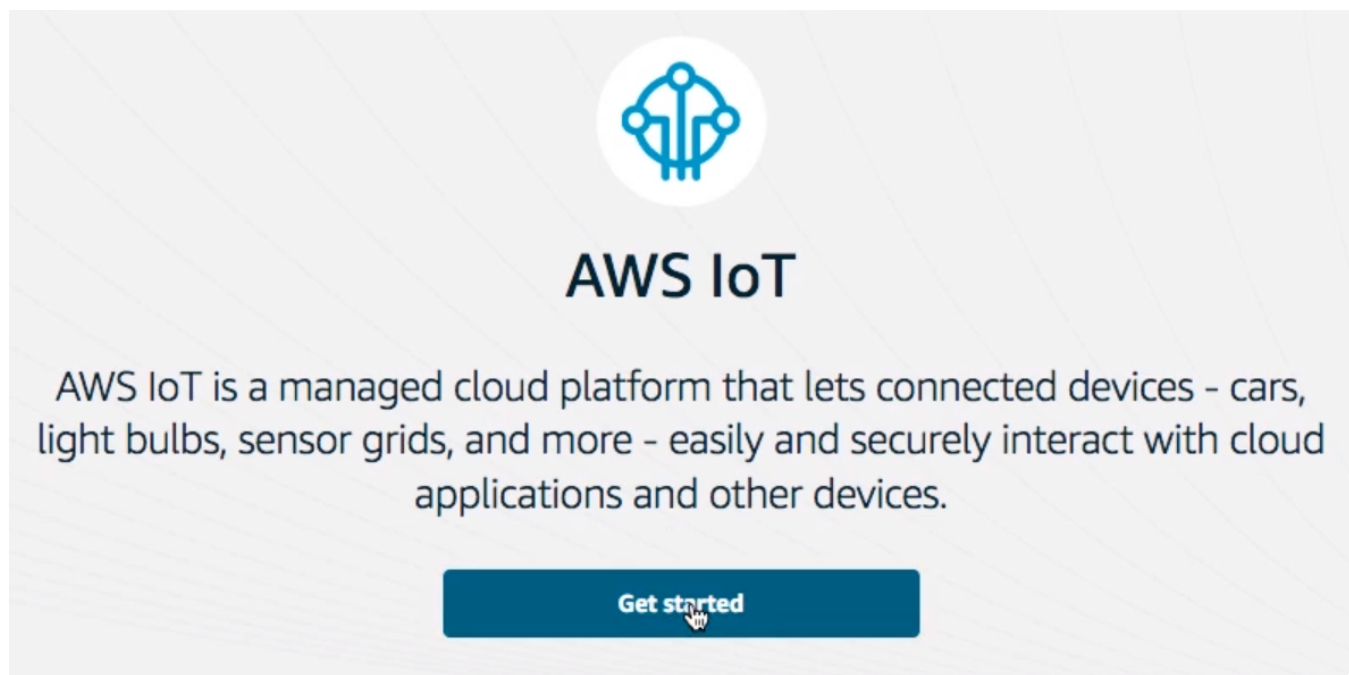 AWS IoT
AWS IoT is a managed cloud platform that lets connected devices - cars,
light bulbs, sensor grids, and more - easily and securely interact with cloud
applications and other devices.
Get started